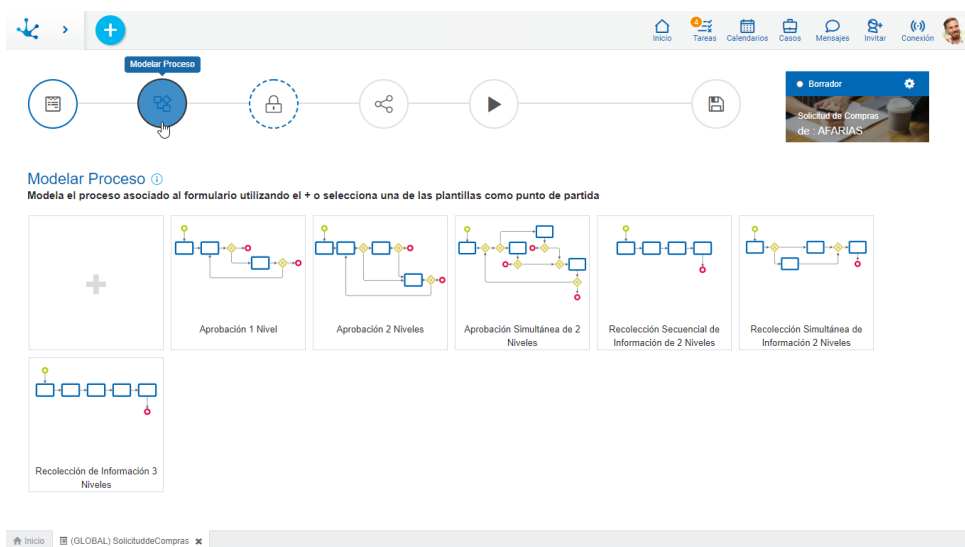 4
Inicio
Tareas
Calendarios
Casos
Mensajes
Invitar
Conexión
Modelar Proceso
Borrador
Solicitud de Compras
de : AFARIAS
Modelar Proceso
Modela el proceso asociado al formulario utilizando el + o selecciona una de las plantillas como punto de partida
Aprobación 1 Nivel
Aprobación 2 Niveles
Aprobación Simultánea de 2
Niveles
Recolección Secuencial de
Información de 2 Niveles
Recolección Simultánea de
Información 2 Niveles
Recolección de Información 3
Niveles
Inicio
(GLOBAL) SolicituddeCompras